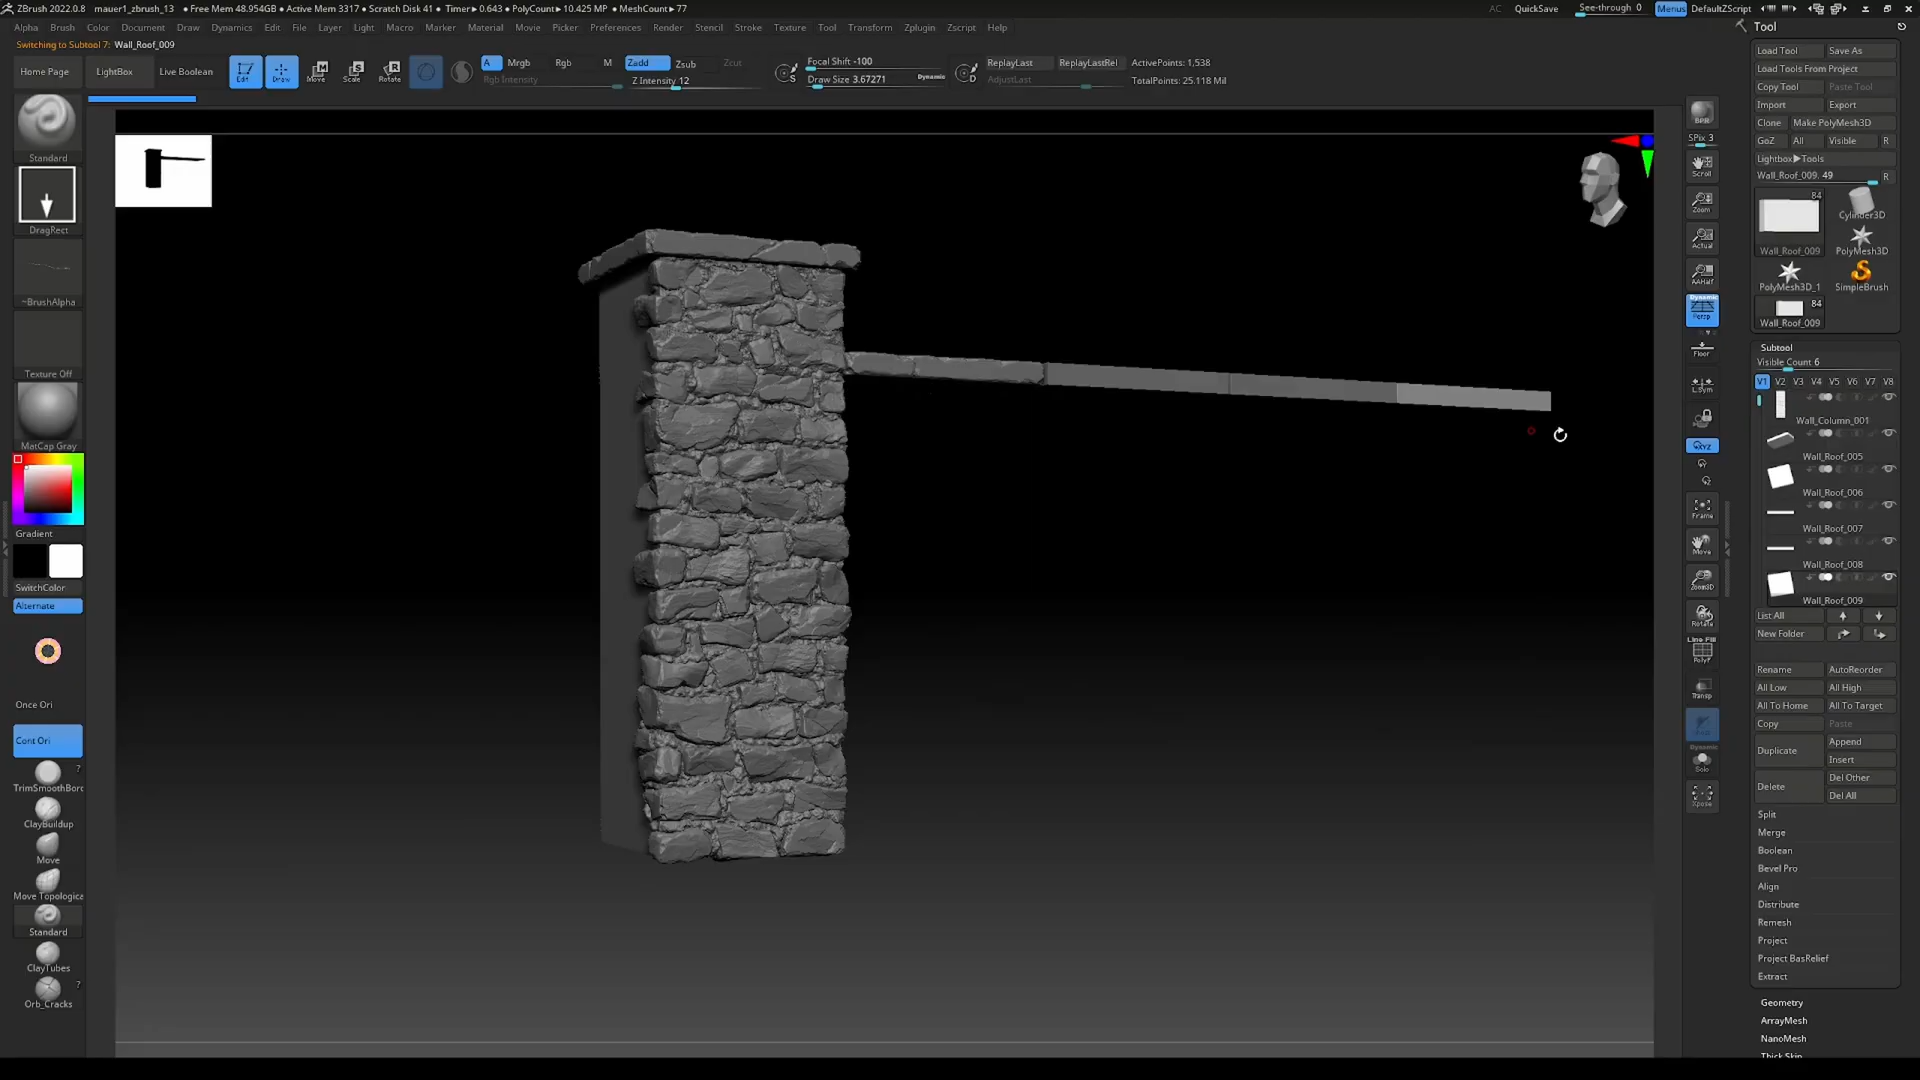 ZBrush 2022.0.8 mauer1_zbrush_13 • Free Mem 48.954GB • Active Mem 3317 • Scratch Disk 41 • Timer▶0.643 • PolyCount▶10.425 MP • MeshCount▶77 AC QuickSave See-through 0 Menus DefaultZScript
Alpha Brush Color Document Draw Dynamics Edit File Layer Light Macro Marker Material Movie Picker Preferences Render Stencil Stroke Texture Tool Transform Zplugin Zscript Help
Switching to Subtool 7: Wall_Roof_009
Home Page LightBox Live Boolean Edit Draw Move Scale Rotate
A Mrgb Rgb M Zadd Zsub Zcut
Rgb Intensity Z Intensity 12
Focal Shift -100
Draw Size 3.67271 Dynamic
ReplayLast ReplayLastRel
AdjustLast
ActivePoints: 1,538
TotalPoints: 25.118 Mil
Standard
DragRect
~BrushAlpha
Texture Off
MatCap Gray
Gradient
SwitchColor
Alternate
Once Ori
Cont Ori
TrimSmoothBorc
ClayBuildup
Move
Move Topologica
Standard
ClayTubes
Orb_Cracks
BPR
SPix 3
Scroll
Zoom
Actual
AAHalf
Dynamic
Persp
Floor
L.Sym
XYZ
Frame
Move
Zoom3D
Rotate
Line Fill
PolyF
Transp
Dynamic
Solo
Xpose
Tool
Load Tool Save As
Load Tools From Project
Copy Tool Paste Tool
Import Export
Clone Make PolyMesh3D
GoZ All Visible R
Lightbox▶Tools
Wall_Roof_009. 49 R
84
Wall_Roof_009 Cylinder3D
PolyMesh3D
PolyMesh3D_1 SimpleBrush
84
Wall_Roof_009
Subtool
Visible Count 6
V1 V2 V3 V4 V5 V6 V7 V8
Wall_Column_001
Wall_Roof_005
Wall_Roof_006
Wall_Roof_007
Wall_Roof_008
Wall_Roof_009
List All
New Folder
Rename AutoReorder
All Low All High
All To Home All To Target
Copy Paste
Duplicate Append
Insert
Delete Del Other
Del All
Split
Merge
Boolean
Bevel Pro
Align
Distribute
Remesh
Project
Project BasRelief
Extract
Geometry
ArrayMesh
NanoMesh
Thick Skin